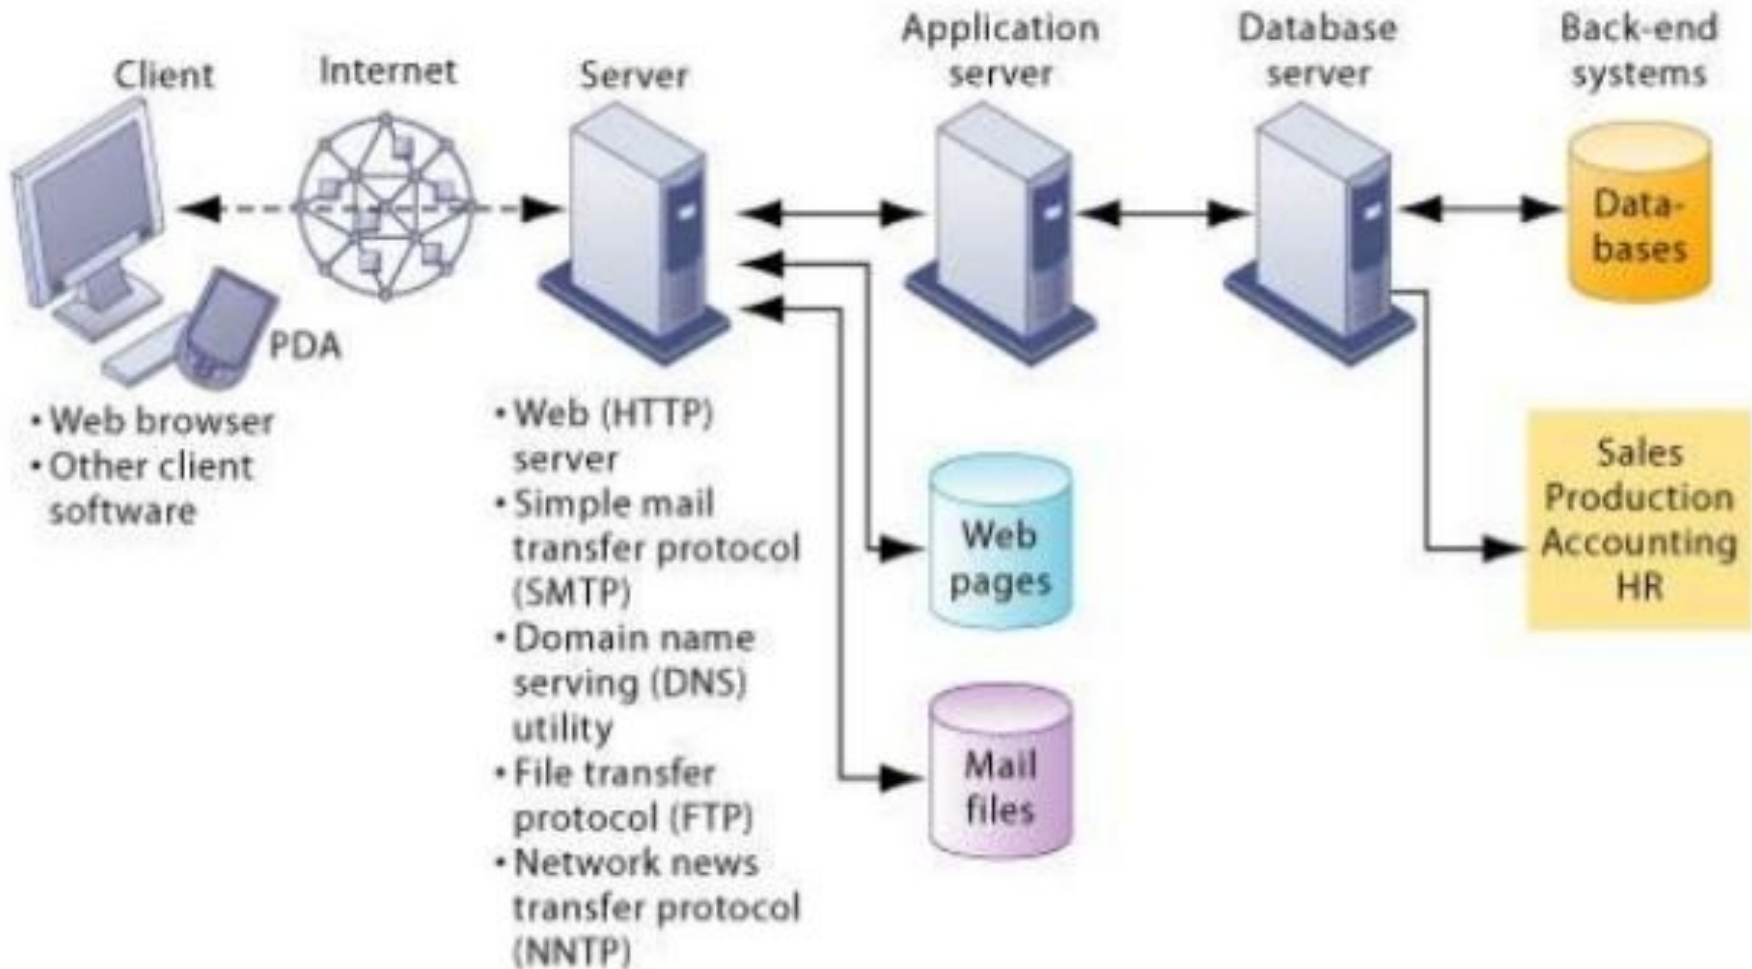 Client
Internet
Server
Application
server
Database
server
Back-end
systems
Data-
bases
PDA
• Web browser
• Other client
software
• Web (HTTP)
server
• Simple mail
transfer protocol
(SMTP)
• Domain name
serving (DNS)
utility
• File transfer
protocol (FTP)
• Network news
transfer protocol
(NNTP)
Web
pages
Mail
files
Sales
Production
Accounting
HR